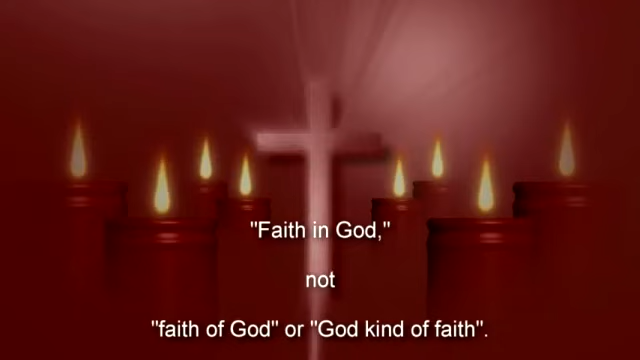 "Faith in God,"
not
"faith of God" or "God kind of faith".